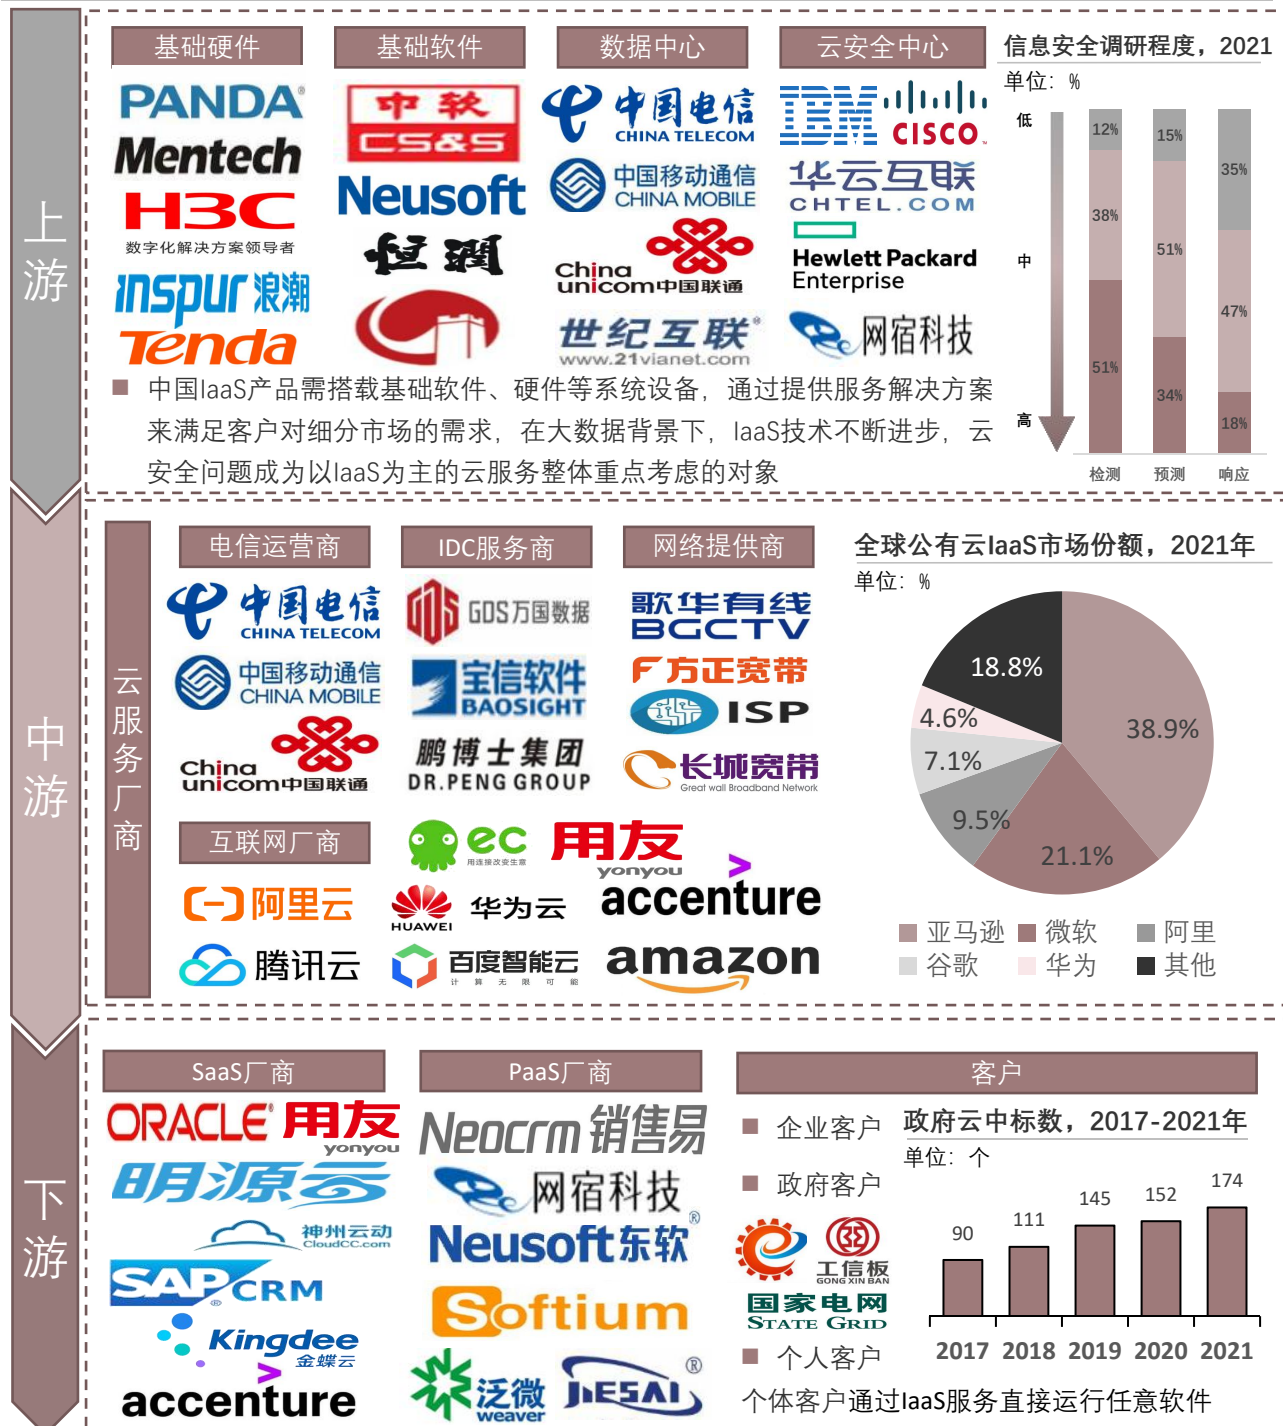 上游
基础硬件
基础软件
数据中心
云安全中心
PANDA®
Mentech
H3C
数字化解决方案领导者
inspur 浪潮
Tenda
中软
CS&S
Neusoft
恒润
中国电信
CHINA TELECOM
中国移动通信
CHINA MOBILE
China
unicom中国联通
世纪互联®
www.21vianet.com
IBM
CISCO
华云互联
CHTEL.COM
Hewlett Packard
Enterprise
网宿科技
信息安全调研程度，2021
单位：%
低
中
高
12%
38%
51%
15%
51%
34%
35%
47%
18%
检测
预测
响应
■ 中国IaaS产品需搭载基础软件、硬件等系统设备，通过提供服务解决方案
来满足客户对细分市场的需求，在大数据背景下，IaaS技术不断进步，云
安全问题成为以IaaS为主的云服务整体重点考虑的对象
中游
云服务厂商
电信运营商
IDC服务商
网络提供商
中国电信
CHINA TELECOM
中国移动通信
CHINA MOBILE
China
unicom中国联通
GDS万国数据
宝信软件
BAOSIGHT
鹏博士集团
DR.PENG GROUP
歌华有线
BGCTV
方正宽带
ISP
长城宽带
Great wall Broadband Network
互联网厂商
阿里云
腾讯云
ec
用连接改变生意
HUAWEI
华为云
百度智能云
计算无限可能
用友
yonyou
accenture
amazon
全球公有云IaaS市场份额，2021年
单位：%
38.9%
21.1%
9.5%
7.1%
4.6%
18.8%
亚马逊
微软
阿里
谷歌
华为
其他
下游
SaaS厂商
PaaS厂商
客户
ORACLE®
用友
yonyou
明源云
神州云动
CloudCC.com
SAP® CRM
Kingdee
金蝶云
accenture
Neocrm 销售易
网宿科技
Neusoft东软®
Softium
泛微
weaver
JiESAI®
■ 企业客户
■ 政府客户
工信板
GONG XIN BAN
国家电网
STATE GRID
■ 个人客户
个体客户通过IaaS服务直接运行任意软件
政府云中标数，2017-2021年
单位：个
90
111
145
152
174
2017
2018
2019
2020
2021